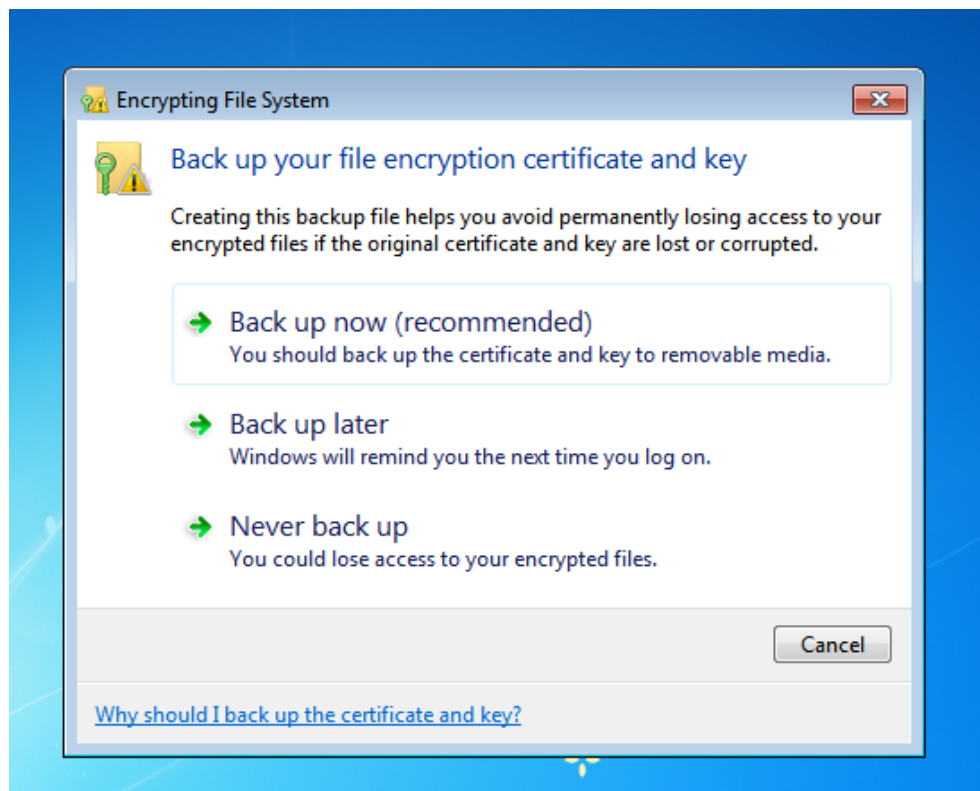 Encrypting File System
Back up your file encryption certificate and key
Creating this backup file helps you avoid permanently losing access to your
encrypted files if the original certificate and key are lost or corrupted.
Back up now (recommended)
You should back up the certificate and key to removable media.
Back up later
Windows will remind you the next time you log on.
Never back up
You could lose access to your encrypted files.
Cancel
Why should I back up the certificate and key?